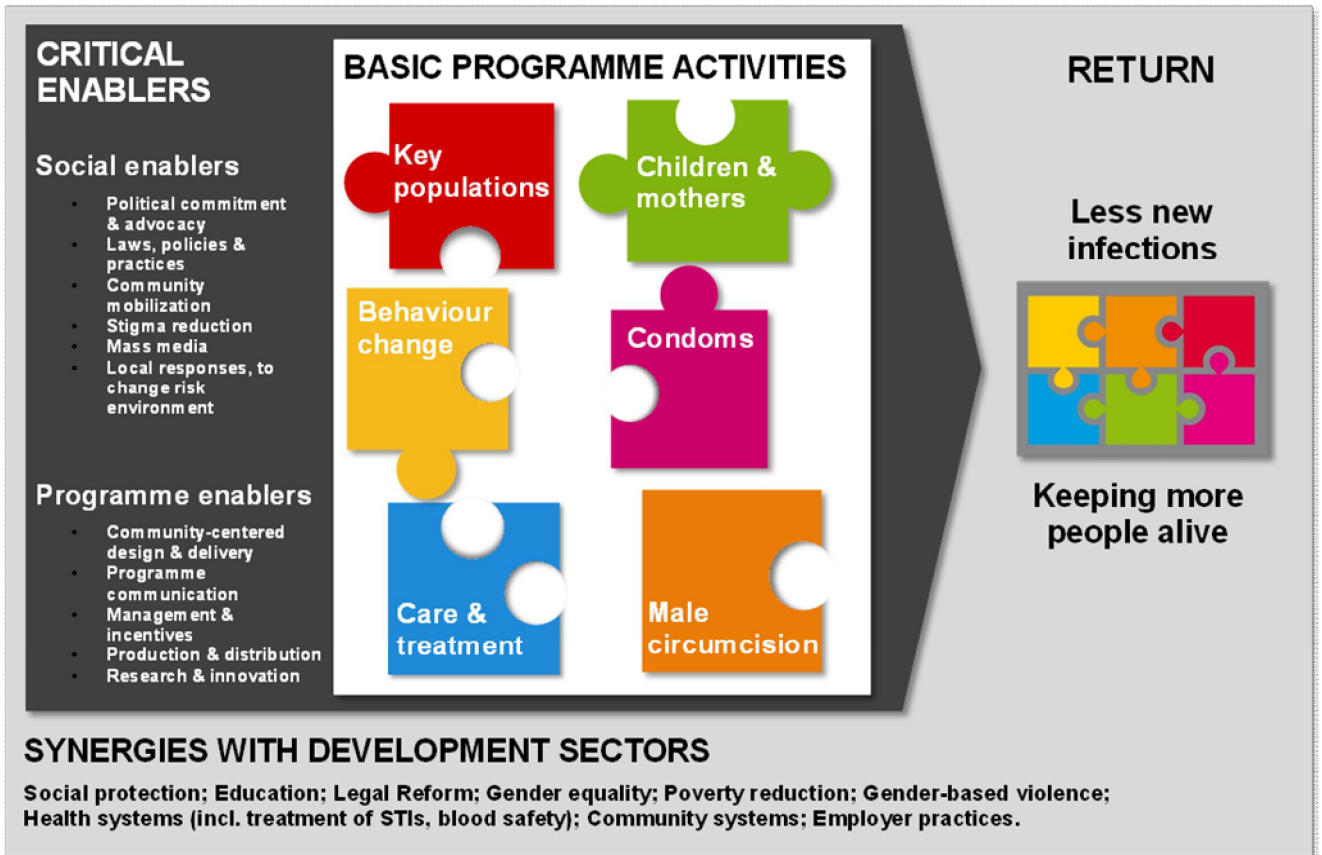 CRITICAL
ENABLERS
Social enablers
Political commitment
& advocacy
Laws, policies &
practices
Community
mobilization
Stigma reduction
Mass media
Local responses, to
change risk
environment
Programme enablers
Community-centered
design & delivery
Programme
communication
Management &
incentives
Production & distribution
Research & innovation
BASIC PROGRAMME ACTIVITIES
Key
populations
Children &
mothers
Behaviour
change
Condoms
Care &
treatment
Male
circumcision
RETURN
Less new
infections
Keeping more
people alive
SYNERGIES WITH DEVELOPMENT SECTORS
Social protection; Education; Legal Reform; Gender equality; Poverty reduction; Gender-based violence;
Health systems (incl. treatment of STIs, blood safety); Community systems; Employer practices.